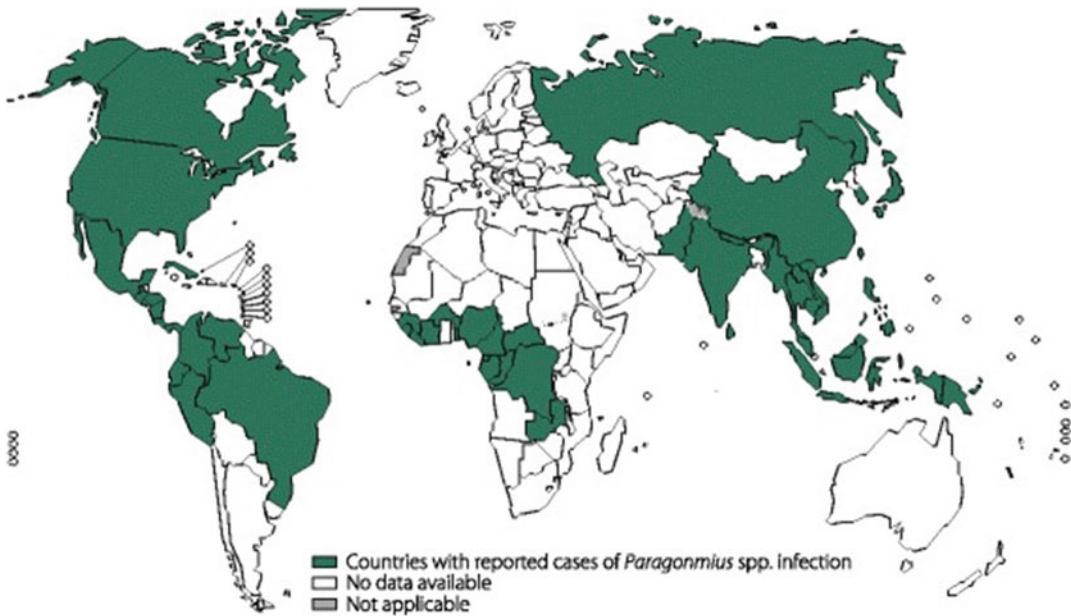 Countries with reported cases of Paragonmius spp. infection
No data available
Not applicable